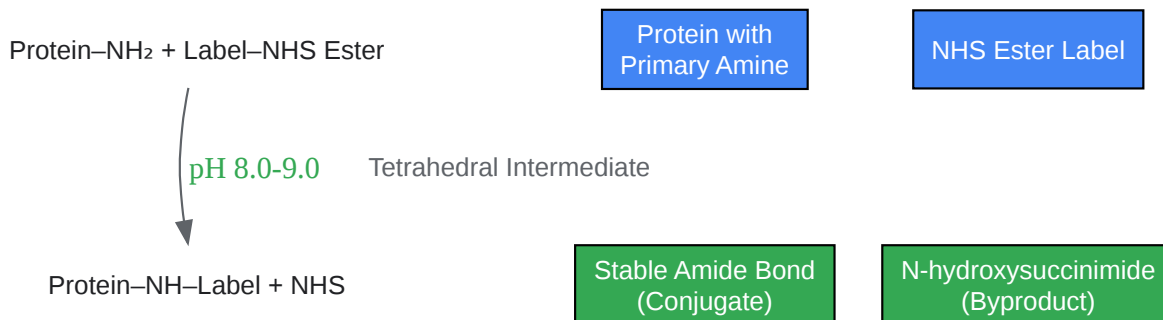 Protein–NH₂ + Label–NHS Ester
Protein with
Primary Amine
NHS Ester Label
pH 8.0-9.0
Tetrahedral Intermediate
Protein–NH–Label + NHS
Stable Amide Bond
(Conjugate)
N-hydroxysuccinimide
(Byproduct)